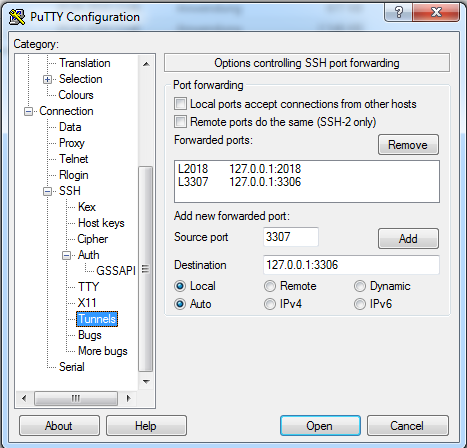 PuTTY Configuration
Category:
Translation
Selection
Colours
Connection
Data
Proxy
Telnet
Rlogin
SSH
Kex
Host keys
Cipher
Auth
GSSAPI
TTY
X11
Tunnels
Bugs
More bugs
Serial
Options controlling SSH port forwarding
Port forwarding
Local ports accept connections from other hosts
Remote ports do the same (SSH-2 only)
Forwarded ports: Remove
L2018 127.0.0.1:2018
L3307 127.0.0.1:3306
Add new forwarded port:
Source port 3307 Add
Destination 127.0.0.1:3306
Local Remote Dynamic
Auto IPv4 IPv6
About Help Open Cancel